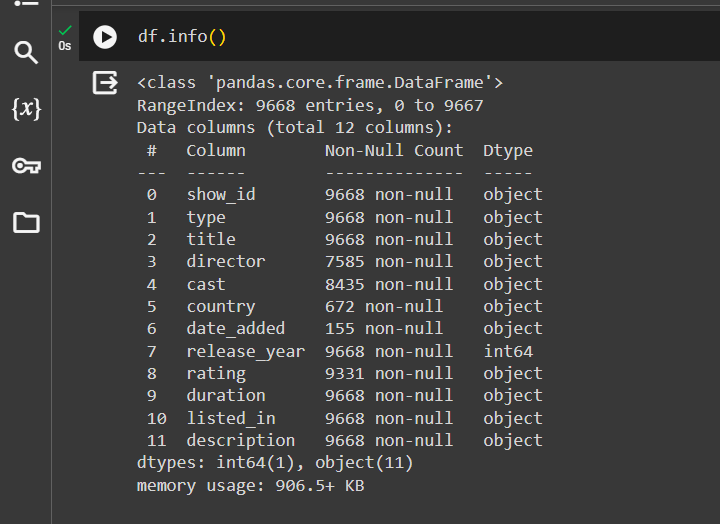 0s
df.info()
<class 'pandas.core.frame.DataFrame'>
RangeIndex: 9668 entries, 0 to 9667
Data columns (total 12 columns):
 #   Column        Non-Null Count  Dtype
---  ------        --------------  -----
 0   show_id       9668 non-null   object
 1   type          9668 non-null   object
 2   title         9668 non-null   object
 3   director      7585 non-null   object
 4   cast          8435 non-null   object
 5   country       672 non-null    object
 6   date_added    155 non-null    object
 7   release_year  9668 non-null   int64
 8   rating        9331 non-null   object
 9   duration      9668 non-null   object
 10  listed_in     9668 non-null   object
 11  description   9668 non-null   object
dtypes: int64(1), object(11)
memory usage: 906.5+ KB
{x}